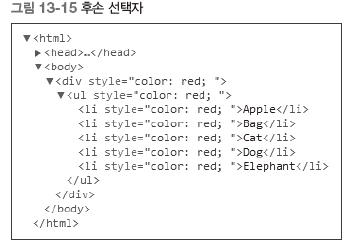 그림 13-15 후손 선택자
▼<html>
▶<head>…</head>
▼<body>
▼<div style="color: red; ">
▼<ul style="color: red; ">
<li style="color: red; ">Apple</li>
<li style="color: red; ">Bag</li>
<li style="color: red; ">Cat</li>
<li style="color: red; ">Dog</li>
<li style="color: red; ">Elephant</li>
</ul>
</div>
</body>
</html>